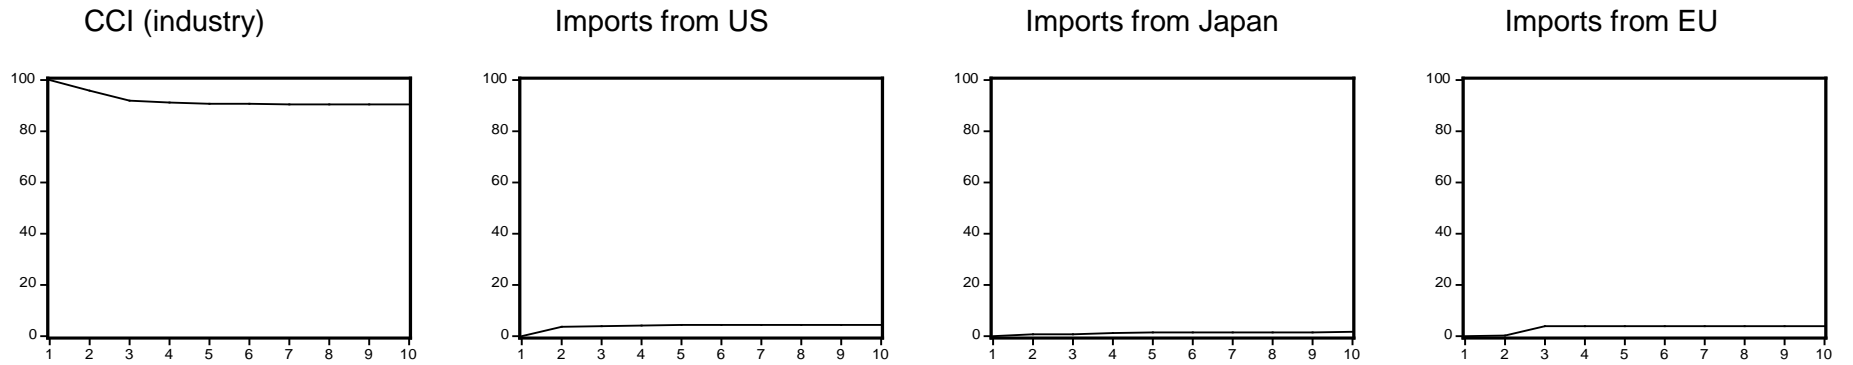 CCI (industry) Imports from US Imports from Japan Imports from EU
100 100 100 100
80 80 80 80
60 60 60 60
40 40 40 40
20 20 20 20
0 0 0 0
1 2 3 4 5 6 7 8 9 10 1 2 3 4 5 6 7 8 9 10 1 2 3 4 5 6 7 8 9 10 1 2 3 4 5 6 7 8 9 10